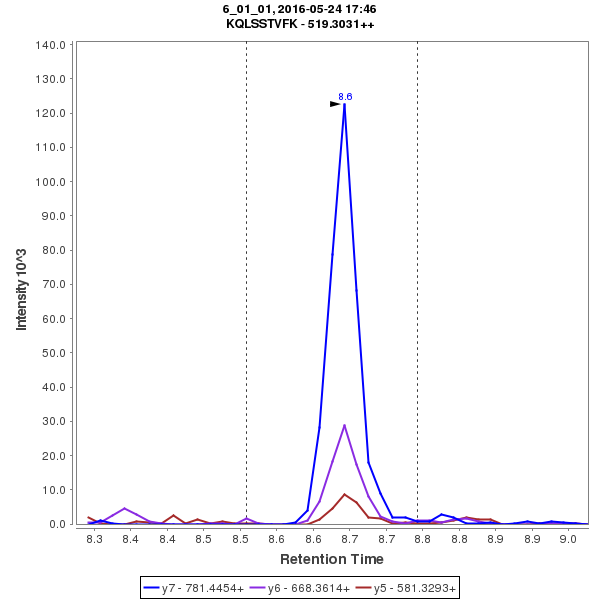 6_01_01, 2016-05-24 17:46
KQLSSTVFK - 519.3031++
140.0
130.0
120.0
110.0
100.0
90.0
80.0
70.0
60.0
50.0
40.0
30.0
20.0
10.0
0.0
Intensity 10^3
8.6
8.3 8.4 8.4 8.5 8.5 8.6 8.6 8.7 8.7 8.8 8.8 8.9 8.9 9.0
Retention Time
y7 - 781.4454+ y6 - 668.3614+ y5 - 581.3293+